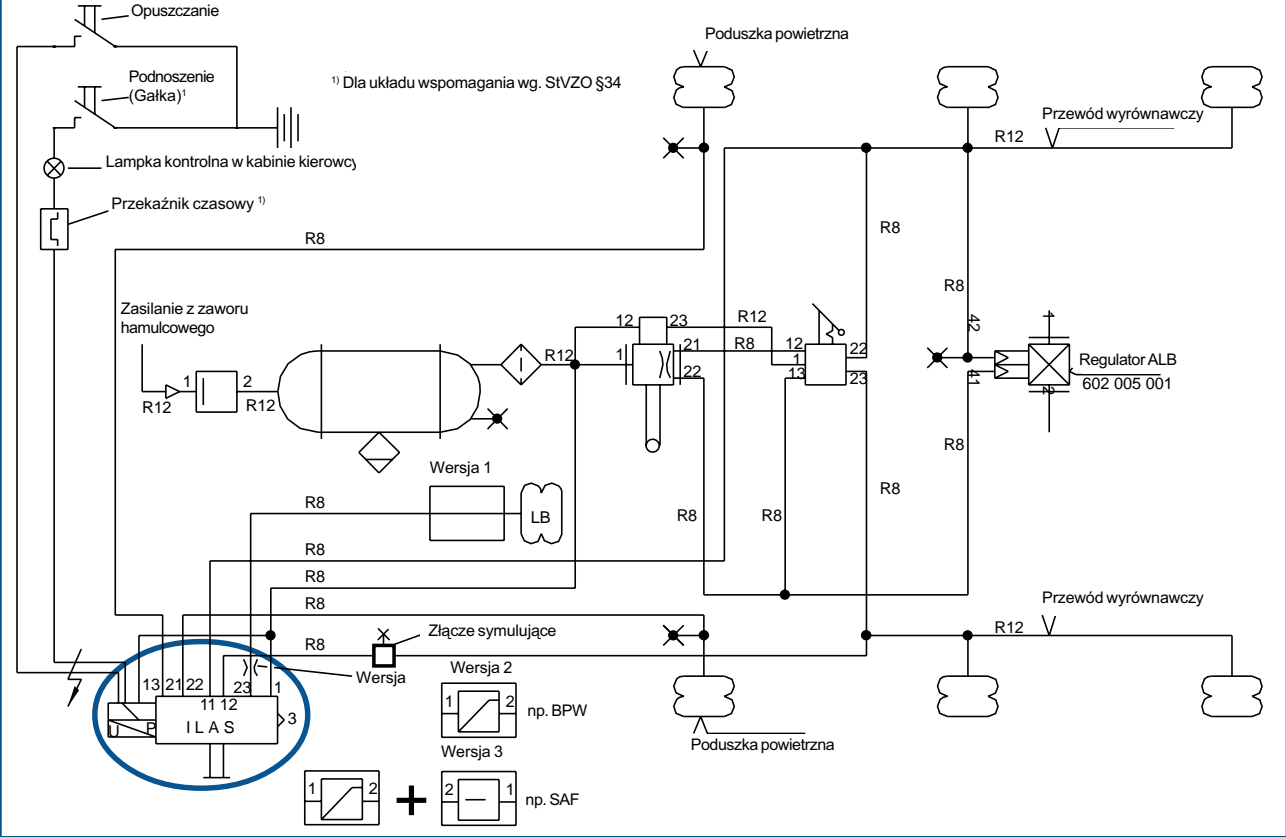 Opuszczanie
Podnoszenie
(Gałka)1
1) Dla układu wspomagania wg. StVZO §34
Poduszka powietrzna
Przewód wyrównawczy
R12
Lampka kontrolna w kabinie kierowcy
Przekaźnik czasowy 1)
R8
R8
R8
Zasilanie z zaworu
hamulcowego
12 23
R12
42
1
1 2
R12
1
21
R8
12
1
22
13
22
23
Regulator ALB
602 005 001
R12
R12
41
2
R8
Wersja 1
R8
LB
R8
R8
R8
R8
R8
R8
Przewód wyrównawczy
R12
Złącze symulujące
R8
Wersja
Wersja 2
13 21 22
23
1
11 12
1 2
np. BPW
3
U
P
ILAS
Poduszka powietrzna
Wersja 3
1 2
+
2 1
np. SAF